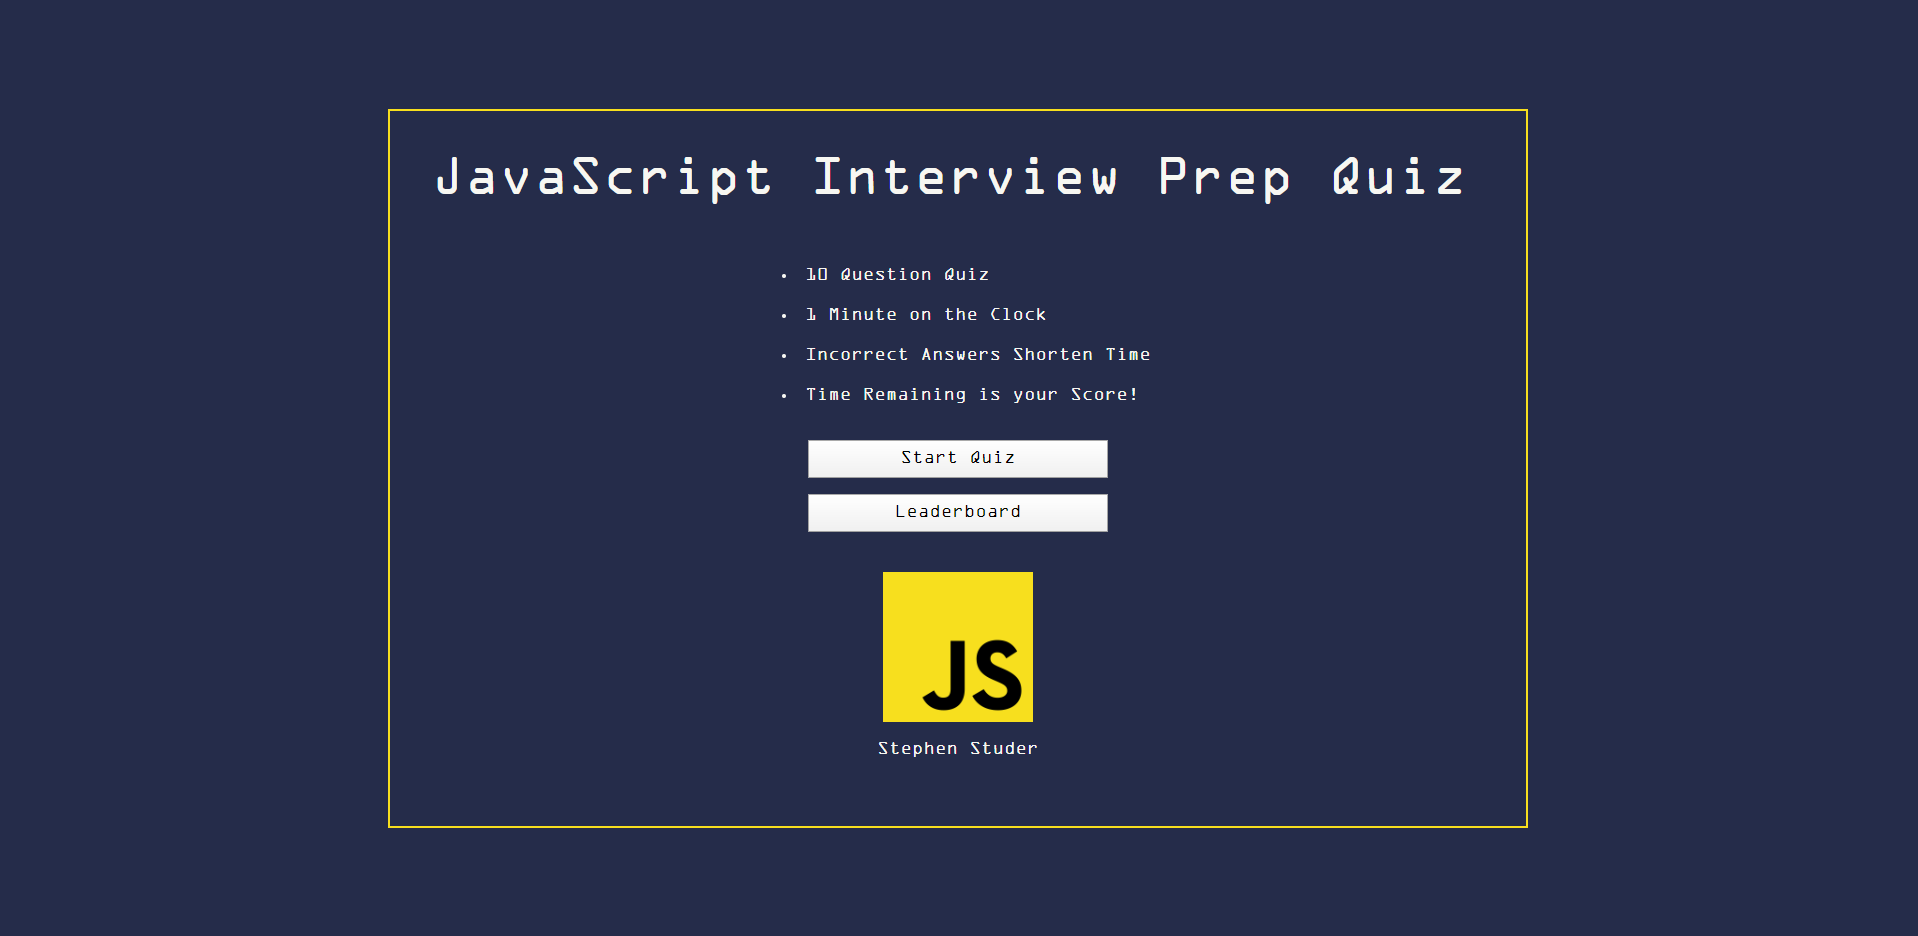 JavaScript Interview Prep Quiz
10 Question Quiz
1 Minute on the Clock
Incorrect Answers Shorten Time
Time Remaining is your Score!
Start Quiz
Leaderboard
JS
Stephen Studer